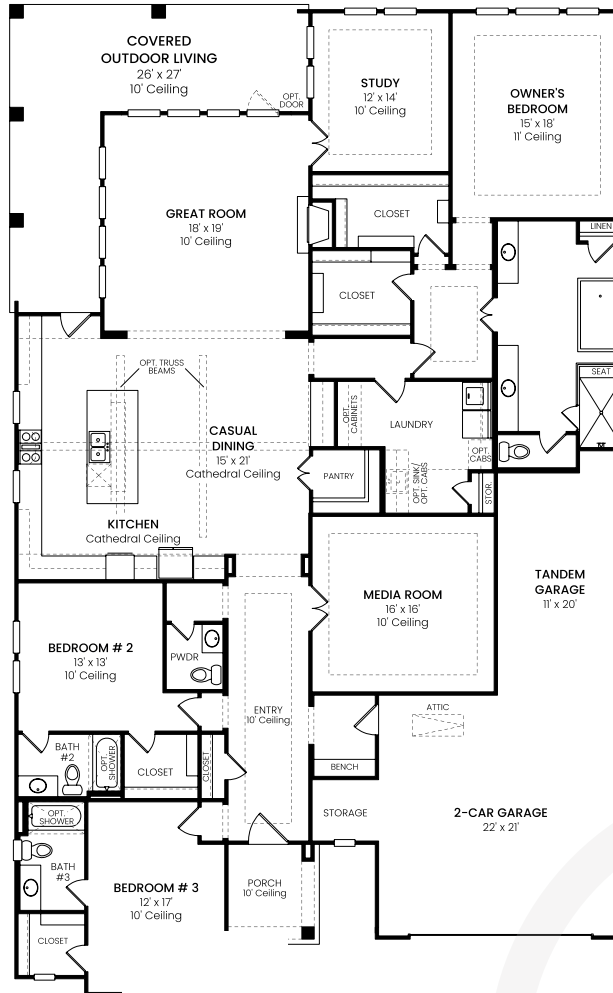 COVERED
OUTDOOR LIVING
26' x 27'
10' Ceiling
OPT.
DOOR
STUDY
12' x 14'
10' Ceiling
OWNER'S
BEDROOM
15' x 18'
11' Ceiling
GREAT ROOM
18' x 19'
10' Ceiling
CLOSET
LINEN
CLOSET
SEAT
OPT. TRUSS
BEAMS
OPT.
CABINETS
LAUNDRY
CASUAL
DINING
15' x 21'
Cathedral Ceiling
OPT.
CABS
PANTRY
OPT. SINK/
OPT. CABS
STOR.
KITCHEN
Cathedral Ceiling
TANDEM
GARAGE
11' x 20'
MEDIA ROOM
16' x 16'
10' Ceiling
BEDROOM # 2
13' x 13'
10' Ceiling
PWDR
ENTRY
10' Ceiling
ATTIC
BATH
#2
OPT.
SHOWER
CLOSET
CLOSET
BENCH
OPT.
SHOWER
STORAGE
2-CAR GARAGE
22' x 21'
BATH
#3
BEDROOM # 3
12' x 17'
10' Ceiling
PORCH
10' Ceiling
CLOSET